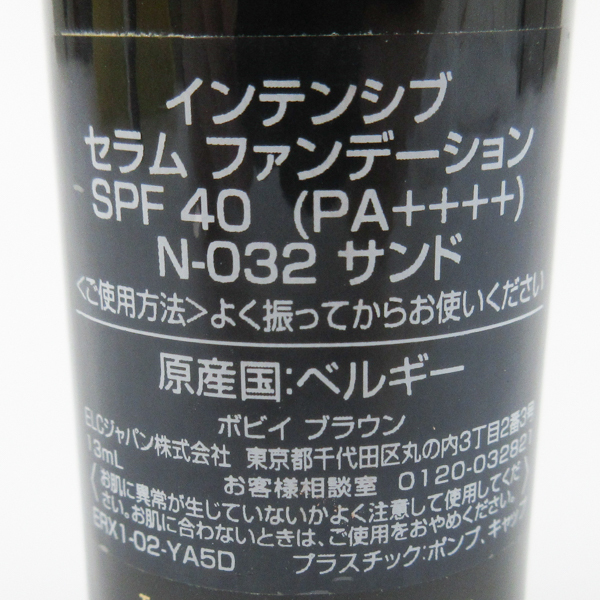 インテンシブ
セラム ファンデーション
SPF 40 (PA++++)
N-032 サンド
<ご使用方法>よく振ってからお使いください
原産国:ベルギー
ボビイ ブラウン
ELCジャパン株式会社 東京都千代田区丸の内3丁目2番3号
13mL
お客様相談室 0120-032821
《お肌に異常が生じていないかよく注意して使用してくだ
さい。お肌に合わないときは、ご使用をおやめください。》
ERX1-02-YA5D プラスチック:ポンプ、キャップ